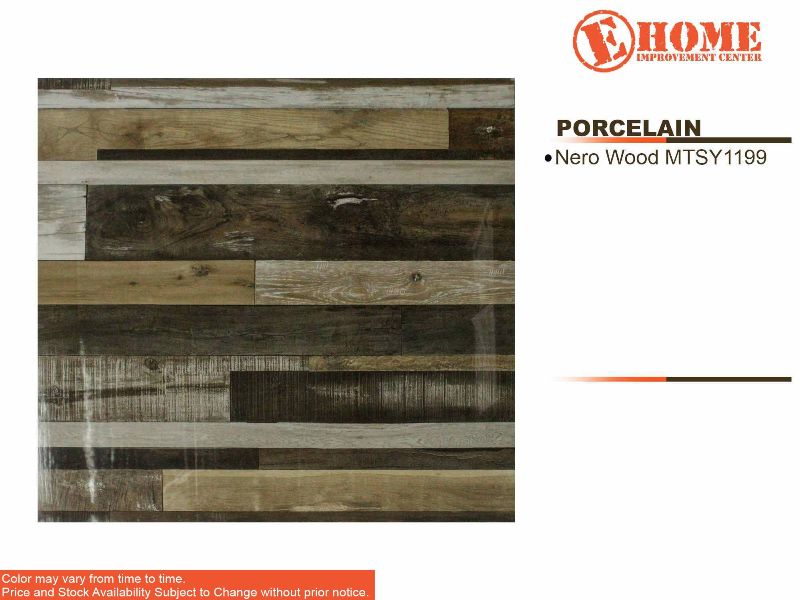 E HOME
IMPROVEMENT CENTER
PORCELAIN
•Nero Wood MTSY1199
Color may vary from time to time.
Price and Stock Availability Subject to Change without prior notice.